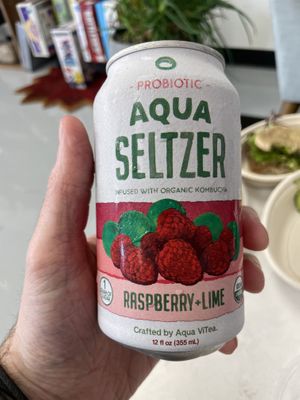 PROBIOTIC
AQUA
SELTZER
INFUSED WITH ORGANIC KOMBUCHA
RASPBERRY + LIME
Crafted by Aqua ViTea.
12 fl oz (355 mL)